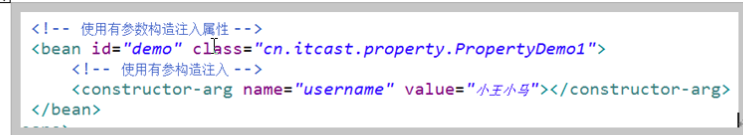 <!-- 使用有参数构造注入属性 -->
<bean id="demo" class="cn.itcast.property.PropertyDemo1">
<!-- 使用有参构造注入 -->
<constructor-arg name="username" value="小王小马"></constructor-arg>
</bean>